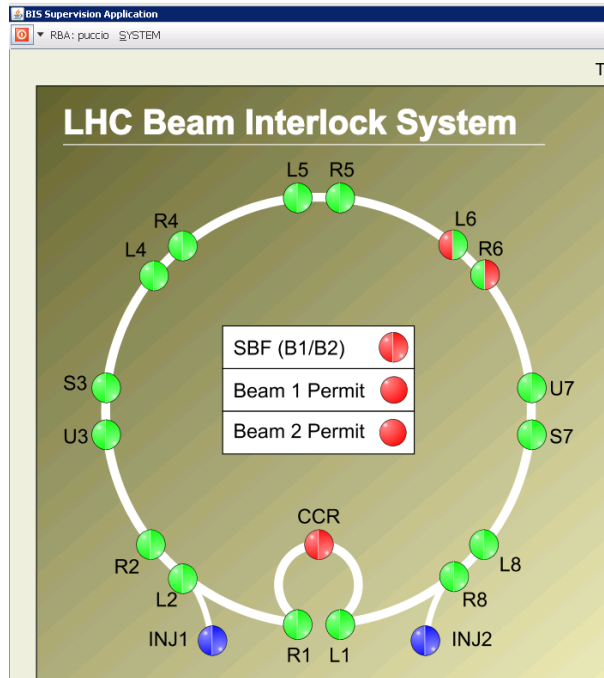 BIS Supervision Application
RBA: puccio SYSTEM
T
LHC Beam Interlock System
L5 R5
R4 L6
L4 R6
SBF (B1/B2)
S3 Beam 1 Permit U7
U3 Beam 2 Permit S7
CCR
R2 L8
L2 R8
INJ1 R1 L1 INJ2